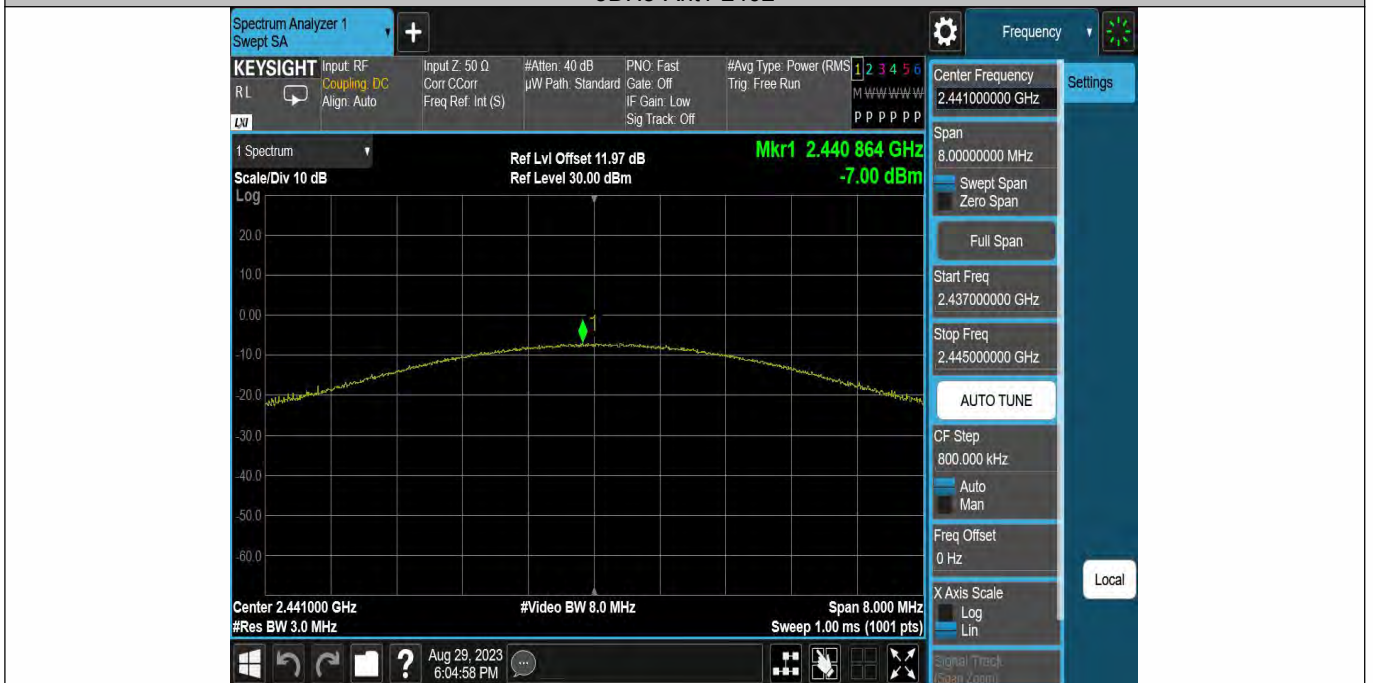 Spectrum Analyzer 1
Swept SA
+
Frequency
KEYSIGHT
RL
LXI
Input: RF
Coupling: DC
Align: Auto
Input Z: 50 Ω
Corr CCorr
Freq Ref: Int (S)
#Atten: 40 dB
µW Path: Standard
PNO: Fast
Gate: Off
IF Gain: Low
Sig Track: Off
#Avg Type: Power (RMS
Trig: Free Run
1 2 3 4 5 6
M W W W W W
P P P P P P
1 Spectrum
Scale/Div 10 dB
Ref Lvl Offset 11.97 dB
Ref Level 30.00 dBm
Mkr1 2.440 864 GHz
-7.00 dBm
Log
20.0
10.0
0.00
-10.0
-20.0
-30.0
-40.0
-50.0
-60.0
1
Center 2.441000 GHz
#Res BW 3.0 MHz
#Video BW 8.0 MHz
Span 8.000 MHz
Sweep 1.00 ms (1001 pts)
Center Frequency
2.441000000 GHz
Settings
Span
8.00000000 MHz
Swept Span
Zero Span
Full Span
Start Freq
2.437000000 GHz
Stop Freq
2.445000000 GHz
AUTO TUNE
CF Step
800.000 kHz
Auto
Man
Freq Offset
0 Hz
X Axis Scale
Log
Lin
Signal Track
(Span Zoom)
Local
?
Aug 29, 2023
6:04:58 PM